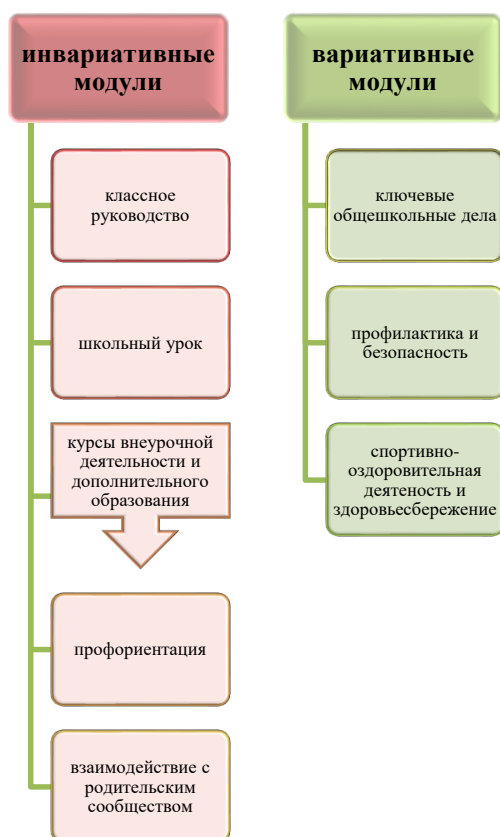 инвариативные
модули
классное
руководство
школьный урок
курсы внеурочной
деятельности и
дополнительного
образования
профориентация
взаимодействие с
родительским
сообществом
вариативные
модули
ключевые
общешкольные дела
профилактика и
безопасность
спортивно-
оздоровительная
деятеность и
здоровьесбережение